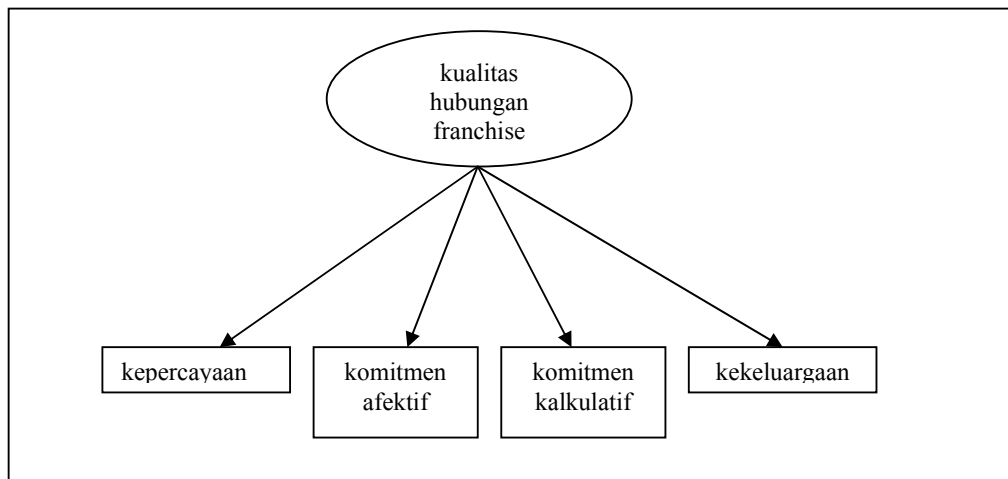 kualitas
hubungan
franchise
kepercayaan
komitmen
afektif
komitmen
kalkulatif
kekeluargaan